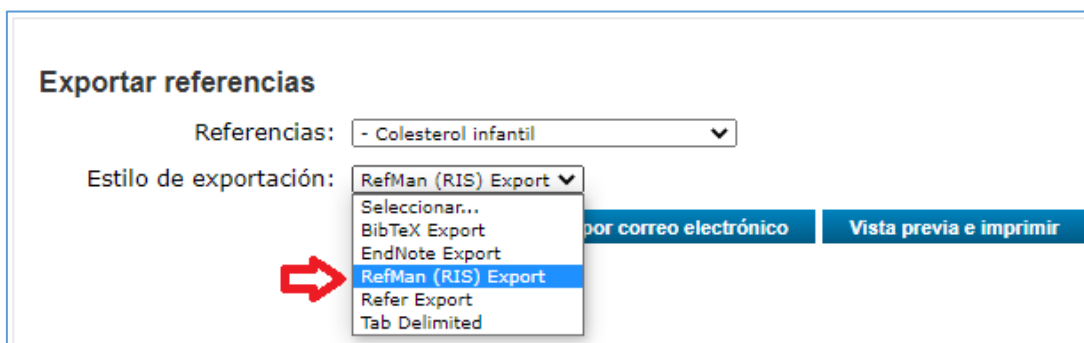 Exportar referencias
Referencias: - Colesterol infantil
Estilo de exportación: RefMan (RIS) Export
Seleccionar...
BibTeX Export
EndNote Export
RefMan (RIS) Export
Refer Export
Tab Delimited
por correo electrónico
Vista previa e imprimir